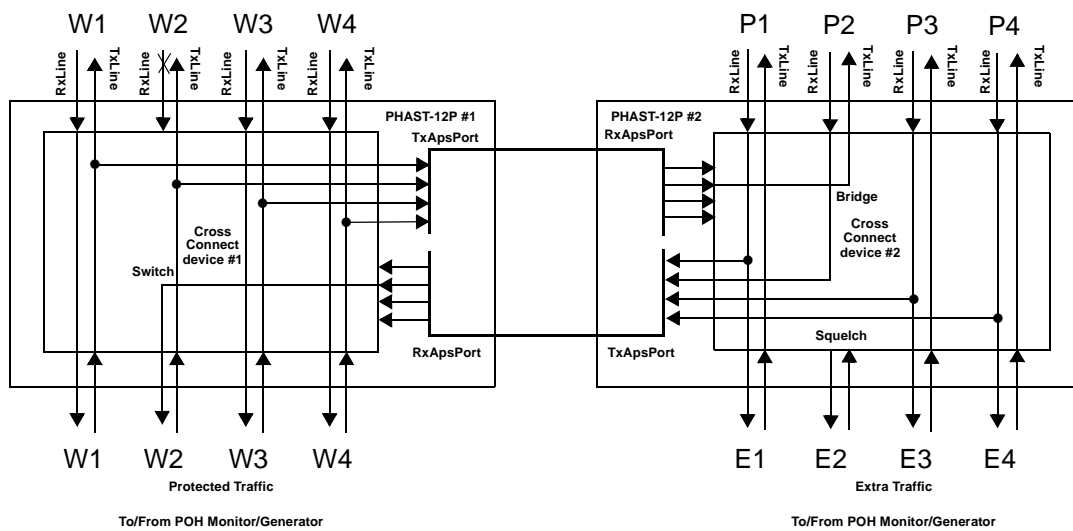 W1 W2 W3 W4 P1 P2 P3 P4
RxLine TxLine RxLine TxLine RxLine TxLine RxLine TxLine RxLine TxLine RxLine TxLine RxLine TxLine RxLine TxLine
PHAST-12P #1 PHAST-12P #2
TxApsPort RxApsPort
Bridge
Cross
Connect
device #1
Cross
Connect
device #2
Switch
Squelch
RxApsPort TxApsPort
W1 W2 W3 W4 E1 E2 E3 E4
Protected Traffic Extra Traffic
To/From POH Monitor/Generator To/From POH Monitor/Generator